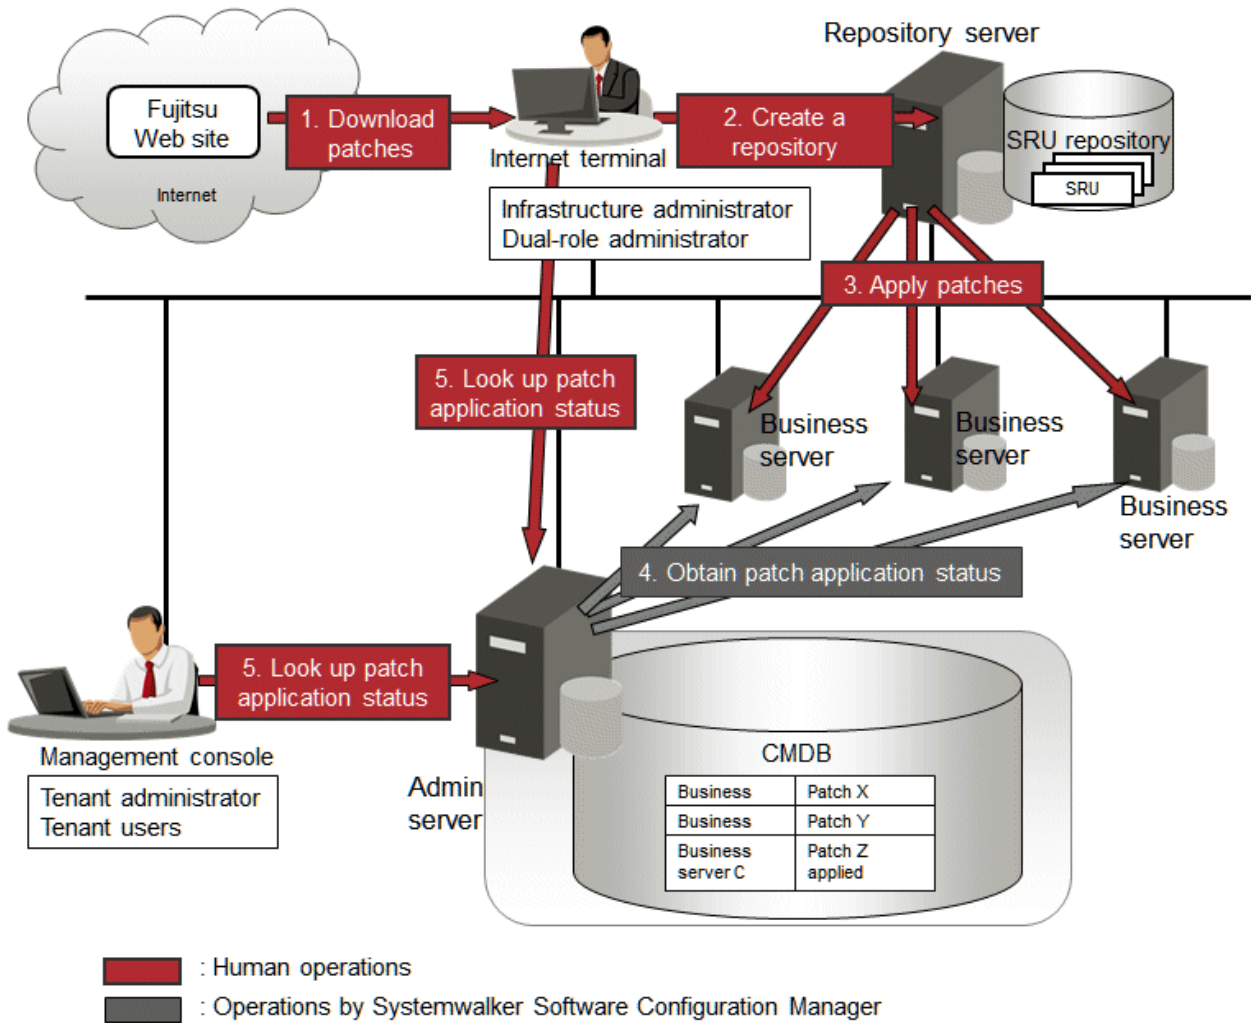 Repository server
Fujitsu
Web site
Internet
1. Download
patches
Internet terminal
2. Create a
repository
SRU repository
SRU
Infrastructure administrator
Dual-role administrator
3. Apply patches
5. Look up patch
application status
Business
server
Business
server
Business
server
4. Obtain patch application status
5. Look up patch
application status
Management console
Tenant administrator
Tenant users
Admin
server
CMDB
Business
Patch X
Business
Patch Y
Business
server C
Patch Z
applied
: Human operations
: Operations by Systemwalker Software Configuration Manager